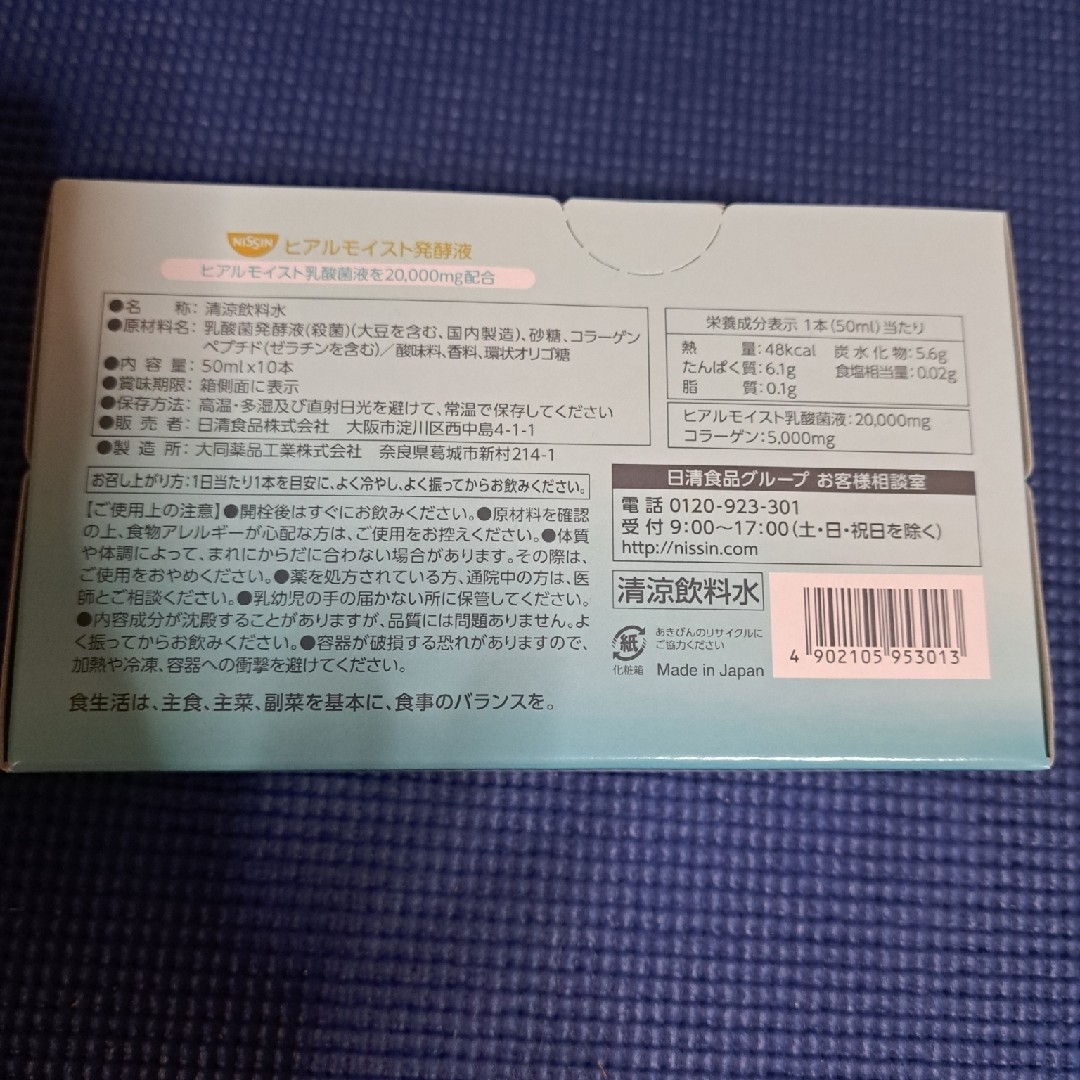 NISSIN ヒアルモイスト発酵液
ヒアルモイスト乳酸菌液を20,000mg配合
●名　称：清涼飲料水
●原材料名：乳酸菌発酵液(殺菌)(大豆を含む、国内製造)、砂糖、コラーゲン
ペプチド(ゼラチンを含む)／酸味料、香料、環状オリゴ糖
●内容量：50ml x10本
●賞味期限：箱側面に表示
●保存方法：高温・多湿及び直射日光を避けて、常温で保存してください
●販売者：日清食品株式会社　大阪市淀川区西中島4-1-1
●製造所：大同薬品工業株式会社　奈良県葛城市新村214-1
お召し上がり方：1日当たり1本を目安に、よく冷やし、よく振ってからお飲みください。
【ご使用上の注意】●開栓後はすぐにお飲みください。●原材料を確認
の上、食物アレルギーが心配な方は、ご使用をお控えください。●体質
や体調によって、まれにからだに合わない場合があります。その際は、
ご使用をおやめください。●薬を処方されている方、通院中の方は、医
師とご相談ください。●乳幼児の手の届かない所に保管してください。
●内容成分が沈殿することがありますが、品質には問題ありません。よ
く振ってからお飲みください。●容器が破損する恐れがありますので、
加熱や冷凍、容器への衝撃を避けてください。
食生活は、主食、主菜、副菜を基本に、食事のバランスを。
栄養成分表示 1本(50ml)当たり
熱　量：48kcal 炭水化物：5.6g
たんぱく質：6.1g 食塩相当量：0.02g
脂　質：0.1g
ヒアルモイスト乳酸菌液：20,000mg
コラーゲン：5,000mg
日清食品グループ お客様相談室
電話 0120-923-301
受付 9:00～17:00(土・日・祝日を除く)
http://nissin.com
清涼飲料水
紙
化粧箱
あきびんのリサイクルに
ご協力ください
Made in Japan
4 902105 953013